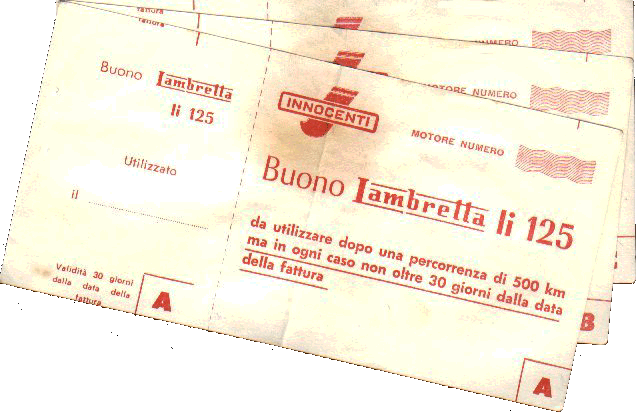 fattura
fattura
MOTORE NUMERO
Buono Lambretta
li 125
Utilizzato
il
Validità 30 giorni
dalla data della
fattura
A
INNOCENTI
MOTORE NUMERO
Buono Lambretta li 125
da utilizzare dopo una percorrenza di 500 km
ma in ogni caso non oltre 30 giorni dalla data
della fattura
A
B